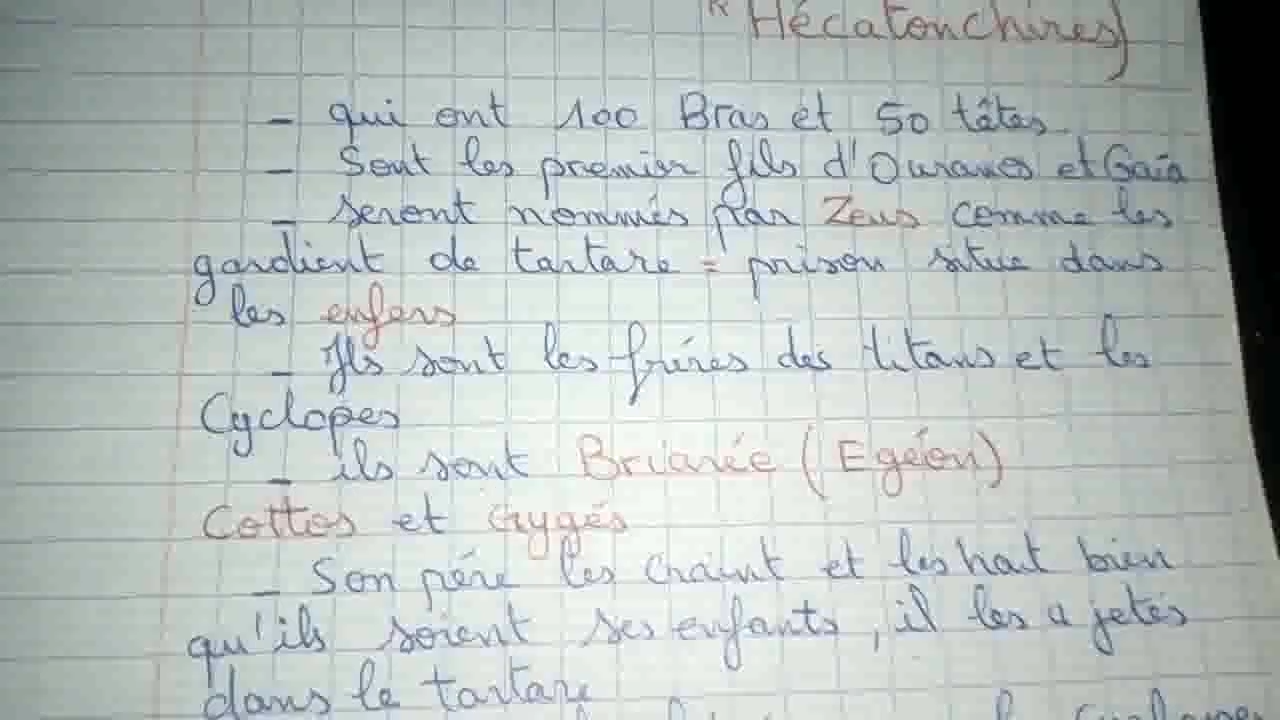 Hécatonchires)
- qui ont 100 Bras et 50 têtes
- Sont les premier fils d'Ouranos et Gaïa
- seront nommés par Zeus comme les
gardient de tartare = prison situe dans
les enfers
- Ils sont les fréres des titans et les
Cyclopes
- ils sont Briarée (Egéon)
Cottos et Gygés
- Son pére les craint et les hait bien
qu'ils soient ses enfants, il les a jetés
dans le tartare